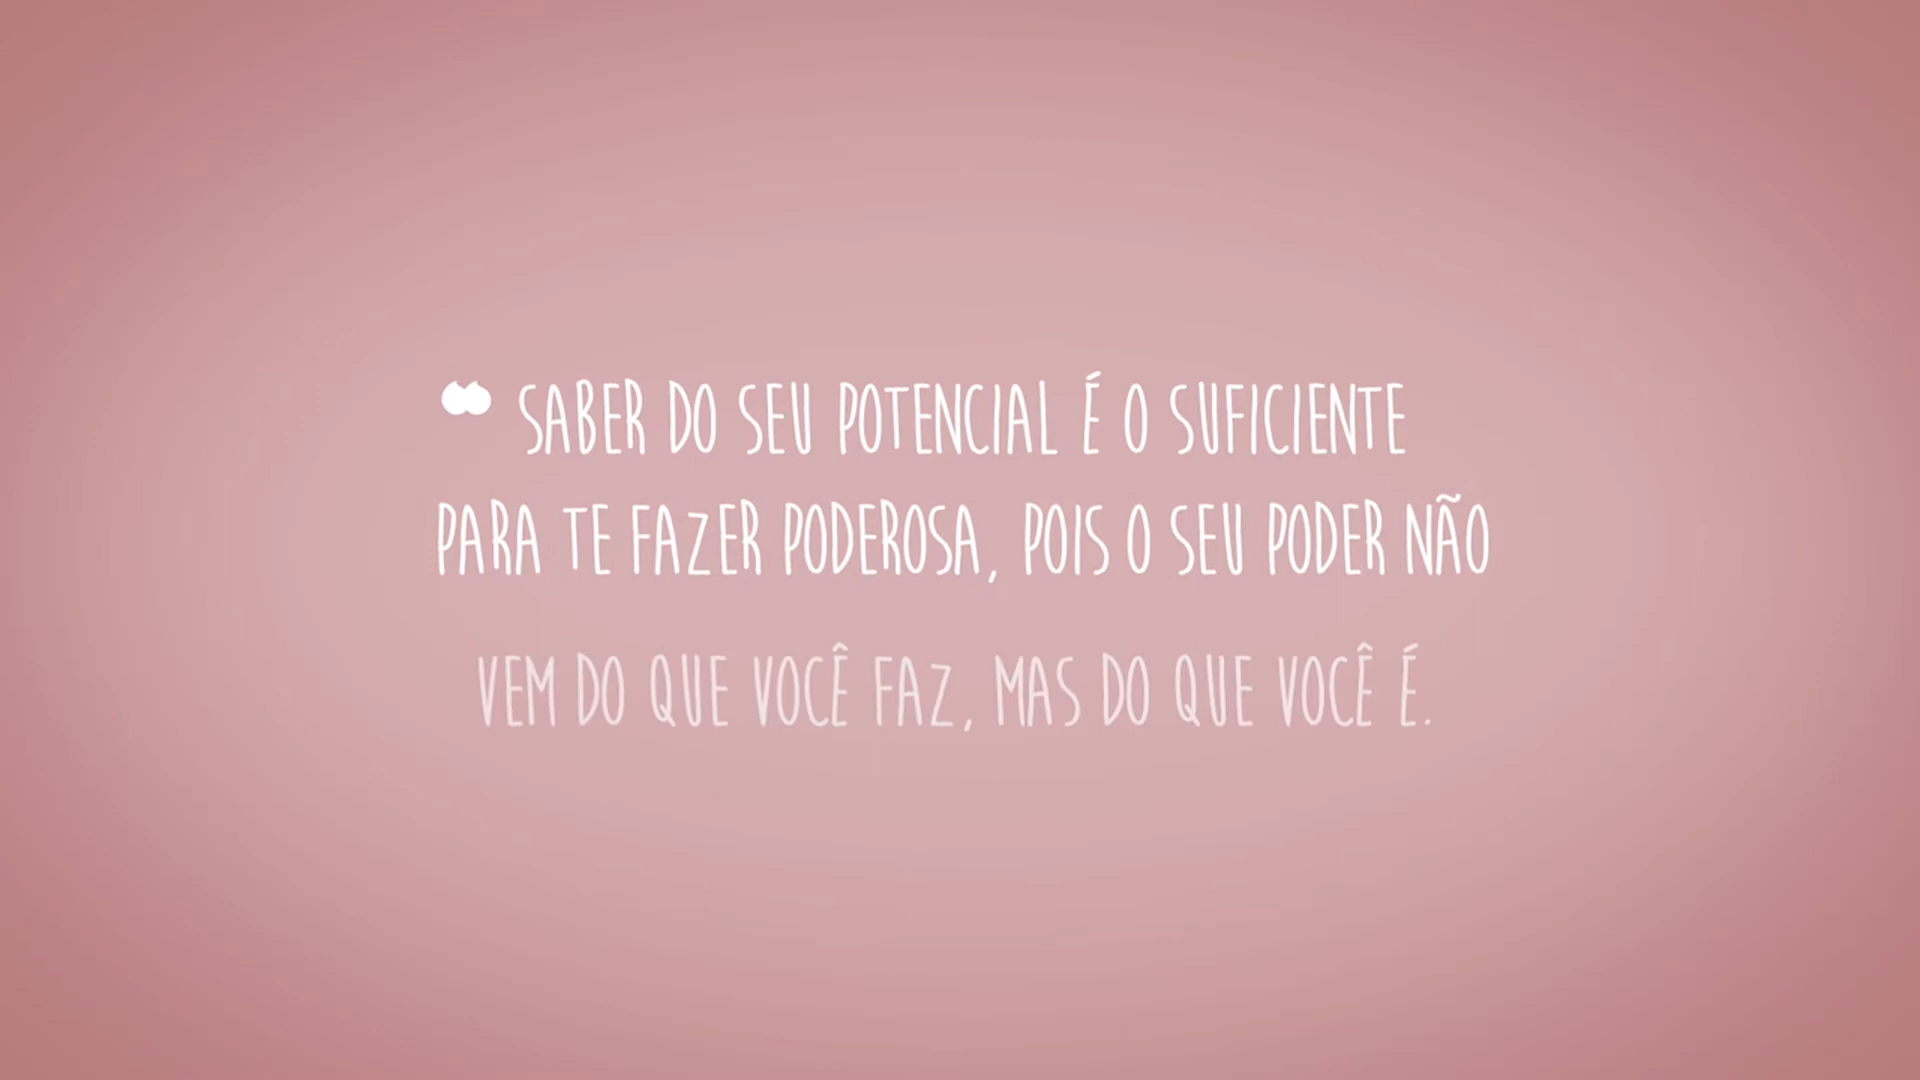 ❝ SABER DO SEU POTENCIAL É O SUFICIENTE
PARA TE FAZER PODEROSA, POIS O SEU PODER NÃO
VEM DO QUE VOCÊ FAZ, MAS DO QUE VOCÊ É.